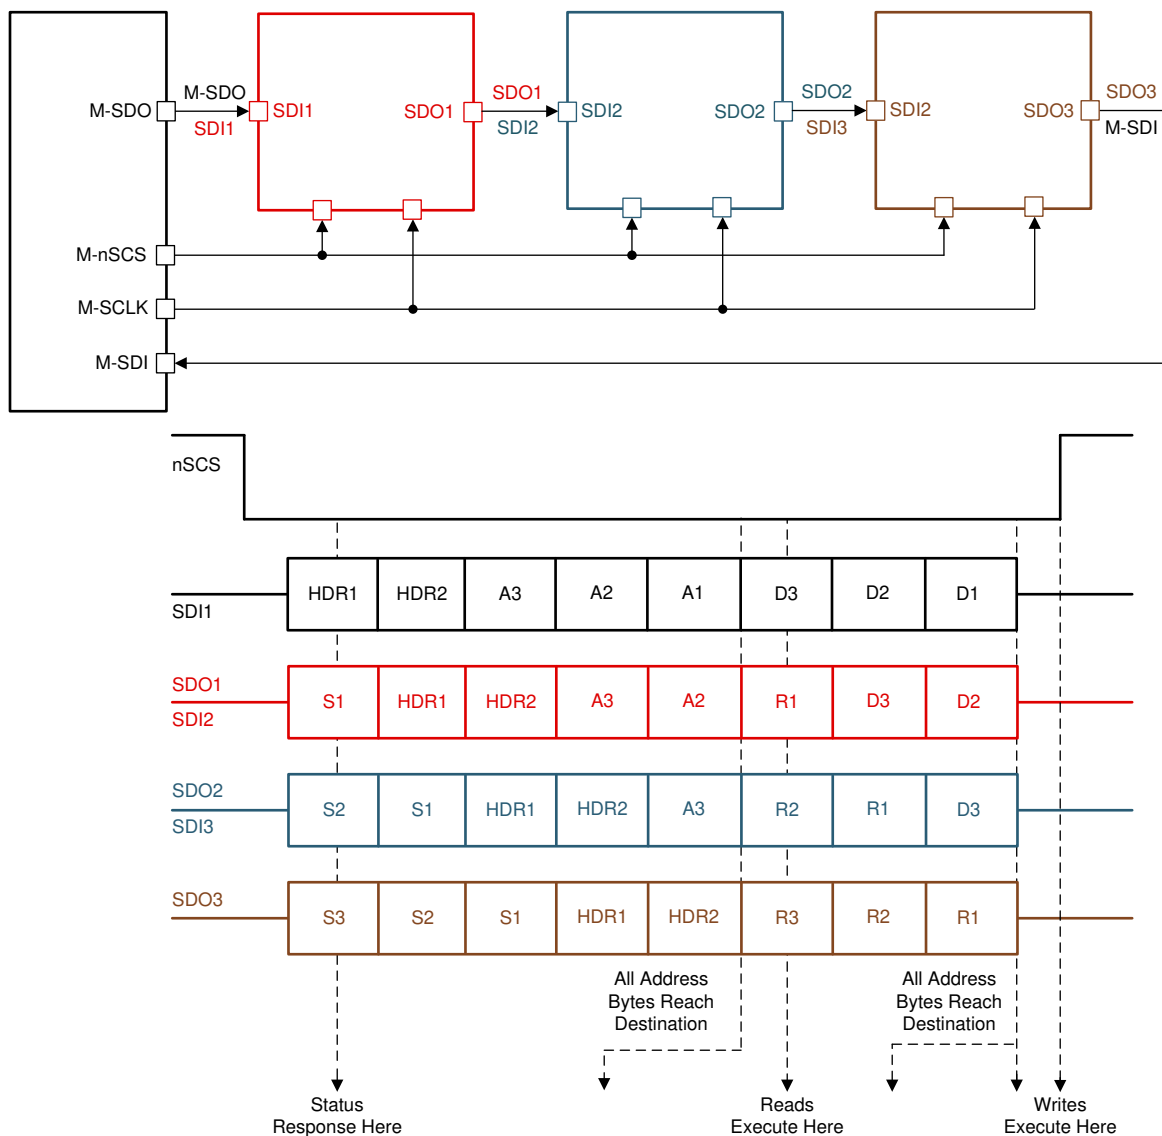 M-SDO
M-SDO
SDI1
SDI1
SDO1
SDO1
SDI2
SDI2
SDO2
SDO2
SDI3
SDI2
SDO3
SDO3
M-SDI
M-nSCS
M-SCLK
M-SDI
nSCS
SDI1
HDR1 HDR2 A3 A2 A1 D3 D2 D1
SDO1
SDI2
S1 HDR1 HDR2 A3 A2 R1 D3 D2
SDO2
SDI3
S2 S1 HDR1 HDR2 A3 R2 R1 D3
SDO3
S3 S2 S1 HDR1 HDR2 R3 R2 R1
All Address
Bytes Reach
Destination
All Address
Bytes Reach
Destination
Status
Response Here
Reads
Execute Here
Writes
Execute Here